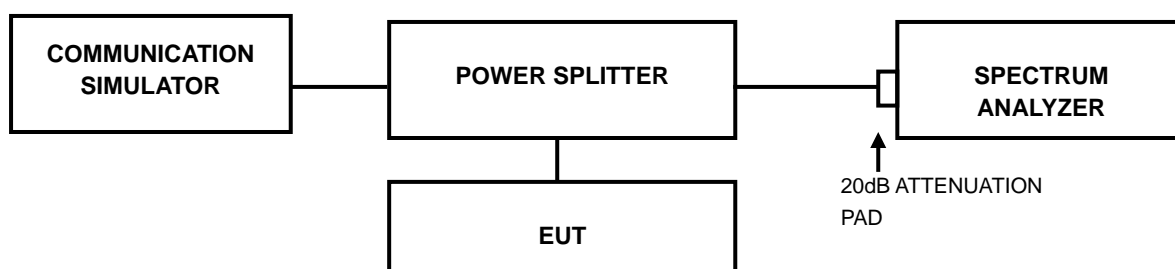 COMMUNICATION
SIMULATOR
POWER SPLITTER
SPECTRUM
ANALYZER
20dB ATTENUATION
PAD
EUT